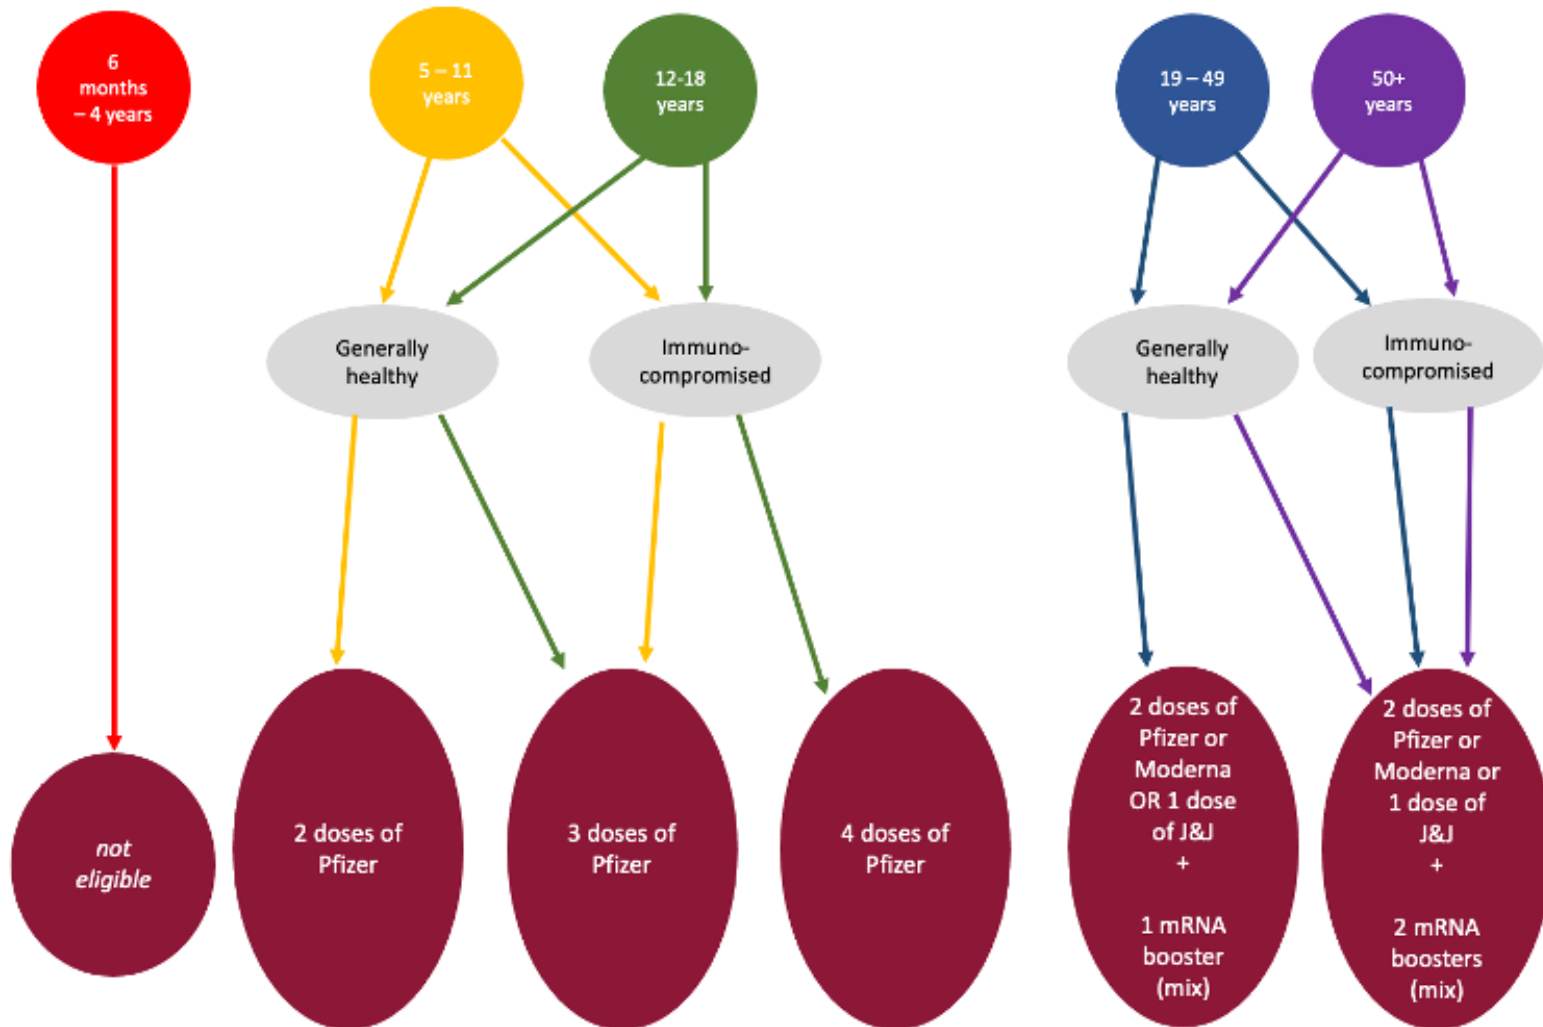 6
months
– 4 years
5 – 11
years
12-18
years
19 – 49
years
50+
years
Generally
healthy
Immuno-
compromised
Generally
healthy
Immuno-
compromised
not
eligible
2 doses of
Pfizer
3 doses of
Pfizer
4 doses of
Pfizer
2 doses of
Pfizer or
Moderna
OR 1 dose
of J&J
+
1 mRNA
booster
(mix)
2 doses of
Pfizer or
Moderna or
1 dose of
J&J
+
2 mRNA
boosters
(mix)